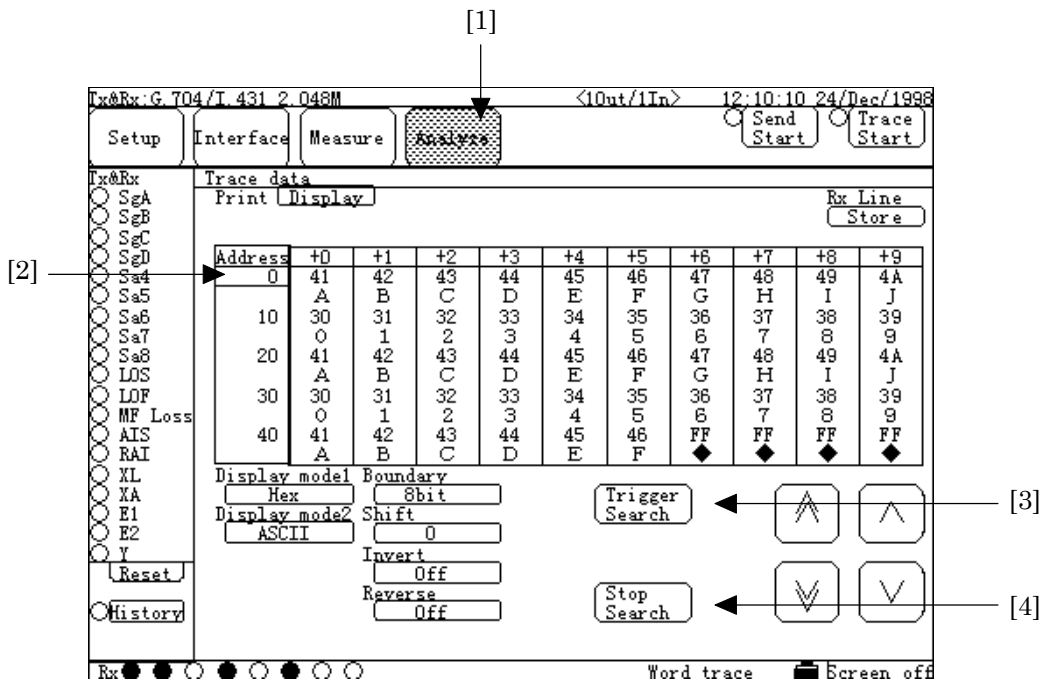 [1]
Tx&Rx:G.704/I.431 2.048M <1Out/1In> 12:10:10 24/Dec/1998
Setup Interface Measure Analyze Send Start Trace Start
Tx&Rx Trace data
SgA Print Display Rx Line
SgB Store
SgC
SgD Address +0 +1 +2 +3 +4 +5 +6 +7 +8 +9
[2]
Sa4 0 41 42 43 44 45 46 47 48 49 4A
Sa5 A B C D E F G H I J
Sa6 10 30 31 32 33 34 35 36 37 38 39
Sa7 0 1 2 3 4 5 6 7 8 9
Sa8 20 41 42 43 44 45 46 47 48 49 4A
LOS A B C D E F G H I J
LOF 30 30 31 32 33 34 35 36 37 38 39
MF Loss 0 1 2 3 4 5 6 7 8 9
AIS 40 41 42 43 44 45 46 FF FF FF FF
RAI A B C D E F ◆ ◆ ◆ ◆
XL Display mode1 Boundary
XA Hex 8bit Trigger Search [3]
E1 Display mode2 Shift
E2 ASCII 0
Y Invert
Reset Off
Reverse
History Off Stop Search [4]
Rx Word trace Screen off